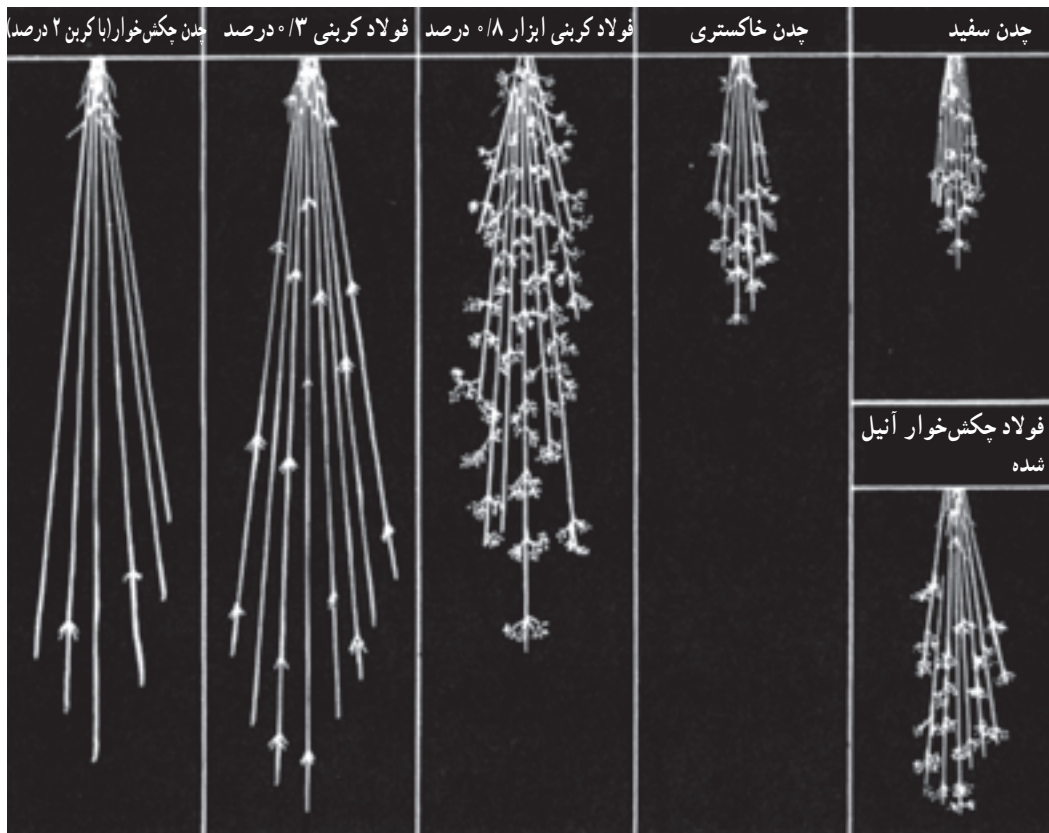 چدن سفید
چدن خاکستری
فولاد کربنی ابزار ۰/۸ درصد
فولاد کربنی ۰/۳ درصد
چدن چکش‌خوار(با کربن ۲ درصد)
فولاد چکش‌خوار آنیل
شده